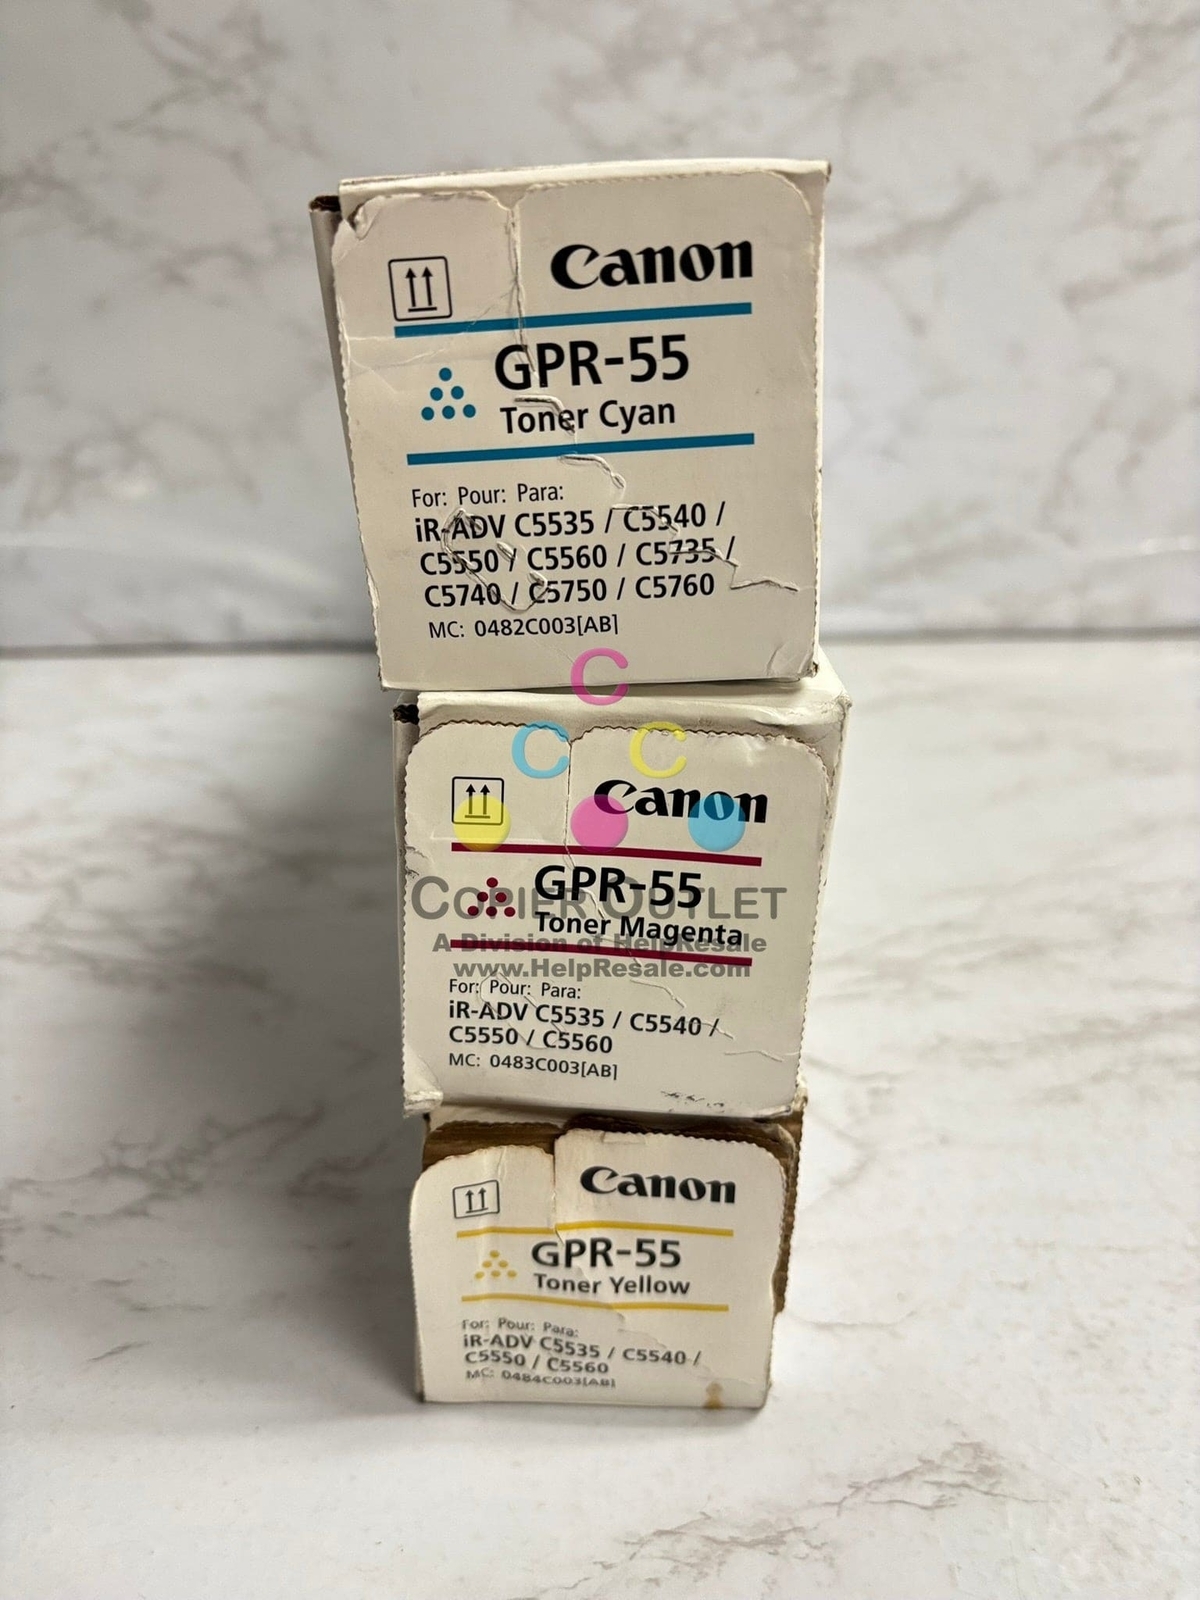 Canon
GPR-55
Toner Cyan
For: Pour: Para:
iR-ADV C5535 / C5540 /
C5550 / C5560 / C5735 /
C5740 / C5750 / C5760
MC: 0482C003[AB]
C
C C
Canon
GPR-55
COPIER OUTLET
Toner Magenta
A Division of HelpResale
www.HelpResale.com
For: Pour: Para:
iR-ADV C5535 / C5540 /
C5550 / C5560
MC: 0483C003[AB]
Canon
GPR-55
Toner Yellow
For: Pour: Para:
iR-ADV C5535 / C5540 /
C5550 / C5560
MC: 0484C003[AB]